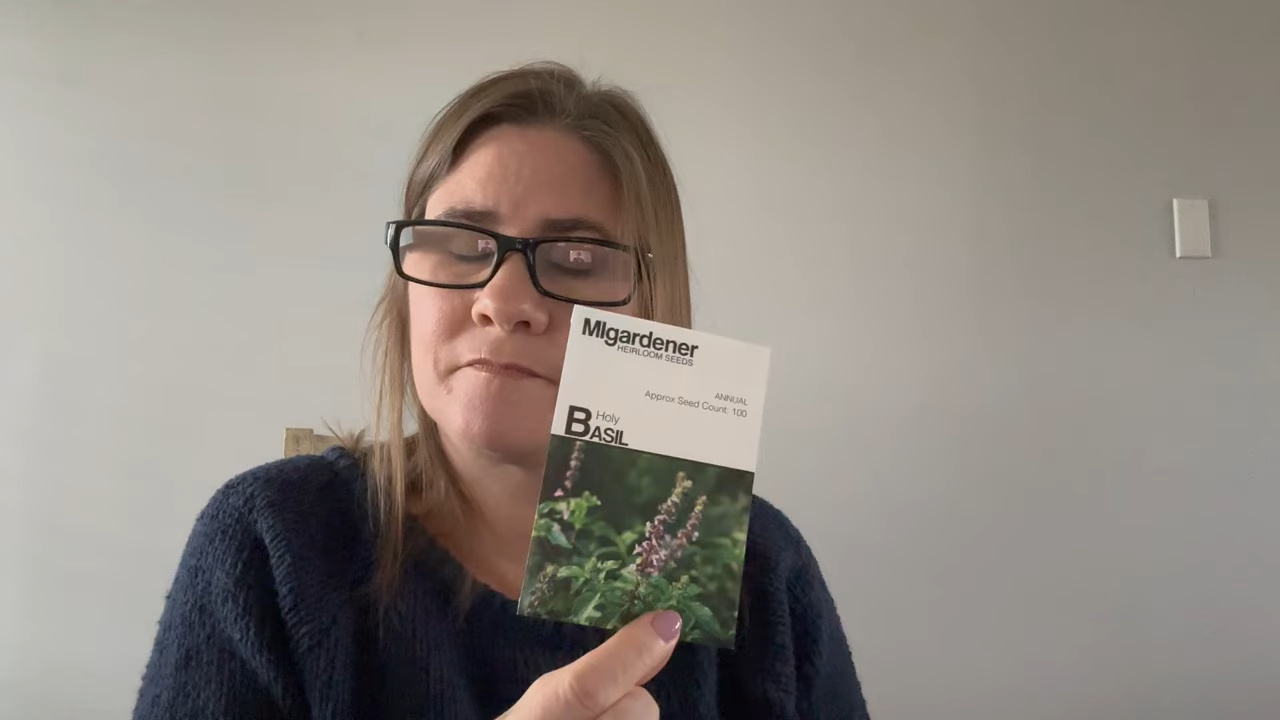 MIgardener
HEIRLOOM SEEDS
ANNUAL
Approx Seed Count: 100
Holy
BASIL